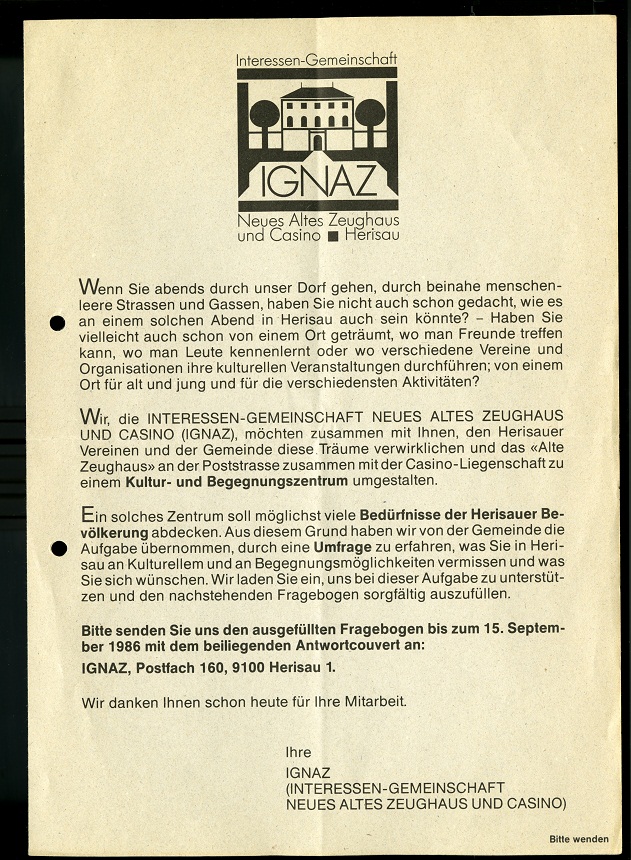 Interessen-Gemeinschaft
IGNAZ
Neues Altes Zeughaus
und Casino ■ Herisau
Wenn Sie abends durch unser Dorf gehen, durch beinahe menschen-
leere Strassen und Gassen, haben Sie nicht auch schon gedacht, wie es
an einem solchen Abend in Herisau auch sein könnte? – Haben Sie
vielleicht auch schon von einem Ort geträumt, wo man Freunde treffen
kann, wo man Leute kennenlernt oder wo verschiedene Vereine und
Organisationen ihre kulturellen Veranstaltungen durchführen; von einem
Ort für alt und jung und für die verschiedensten Aktivitäten?
Wir, die INTERESSEN-GEMEINSCHAFT NEUES ALTES ZEUGHAUS
UND CASINO (IGNAZ), möchten zusammen mit Ihnen, den Herisauer
Vereinen und der Gemeinde diese Träume verwirklichen und das «Alte
Zeughaus» an der Poststrasse zusammen mit der Casino-Liegenschaft zu
einem Kultur- und Begegnungszentrum umgestalten.
Ein solches Zentrum soll möglichst viele Bedürfnisse der Herisauer Be-
völkerung abdecken. Aus diesem Grund haben wir von der Gemeinde die
Aufgabe übernommen, durch eine Umfrage zu erfahren, was Sie in Heri-
sau an Kulturellem und an Begegnungsmöglichkeiten vermissen und was
Sie sich wünschen. Wir laden Sie ein, uns bei dieser Aufgabe zu unterstüt-
zen und den nachstehenden Fragebogen sorgfältig auszufüllen.
Bitte senden Sie uns den ausgefüllten Fragebogen bis zum 15. Septem-
ber 1986 mit dem beiliegenden Antwortcouvert an:
IGNAZ, Postfach 160, 9100 Herisau 1.
Wir danken Ihnen schon heute für Ihre Mitarbeit.
Ihre
IGNAZ
(INTERESSEN-GEMEINSCHAFT
NEUES ALTES ZEUGHAUS UND CASINO)
Bitte wenden